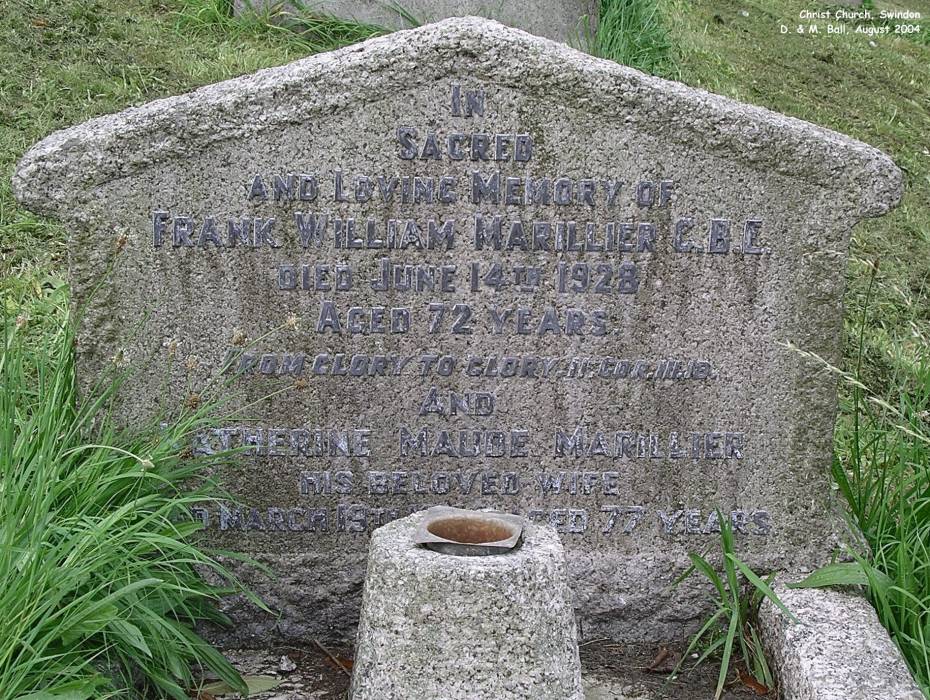 Christ Church, Swindon
D. & M. Ball, August 2004
IN
SACRED
AND LOVING MEMORY OF
FRANK WILLIAM MARILLIER C.B.E.
DIED JUNE 14TH 1928
AGED 72 YEARS.
FROM GLORY TO GLORY. II COR. III. 18.
AND
KATHERINE MAUDE MARILLIER
HIS BELOVED WIFE
MARCH 77 YEARS